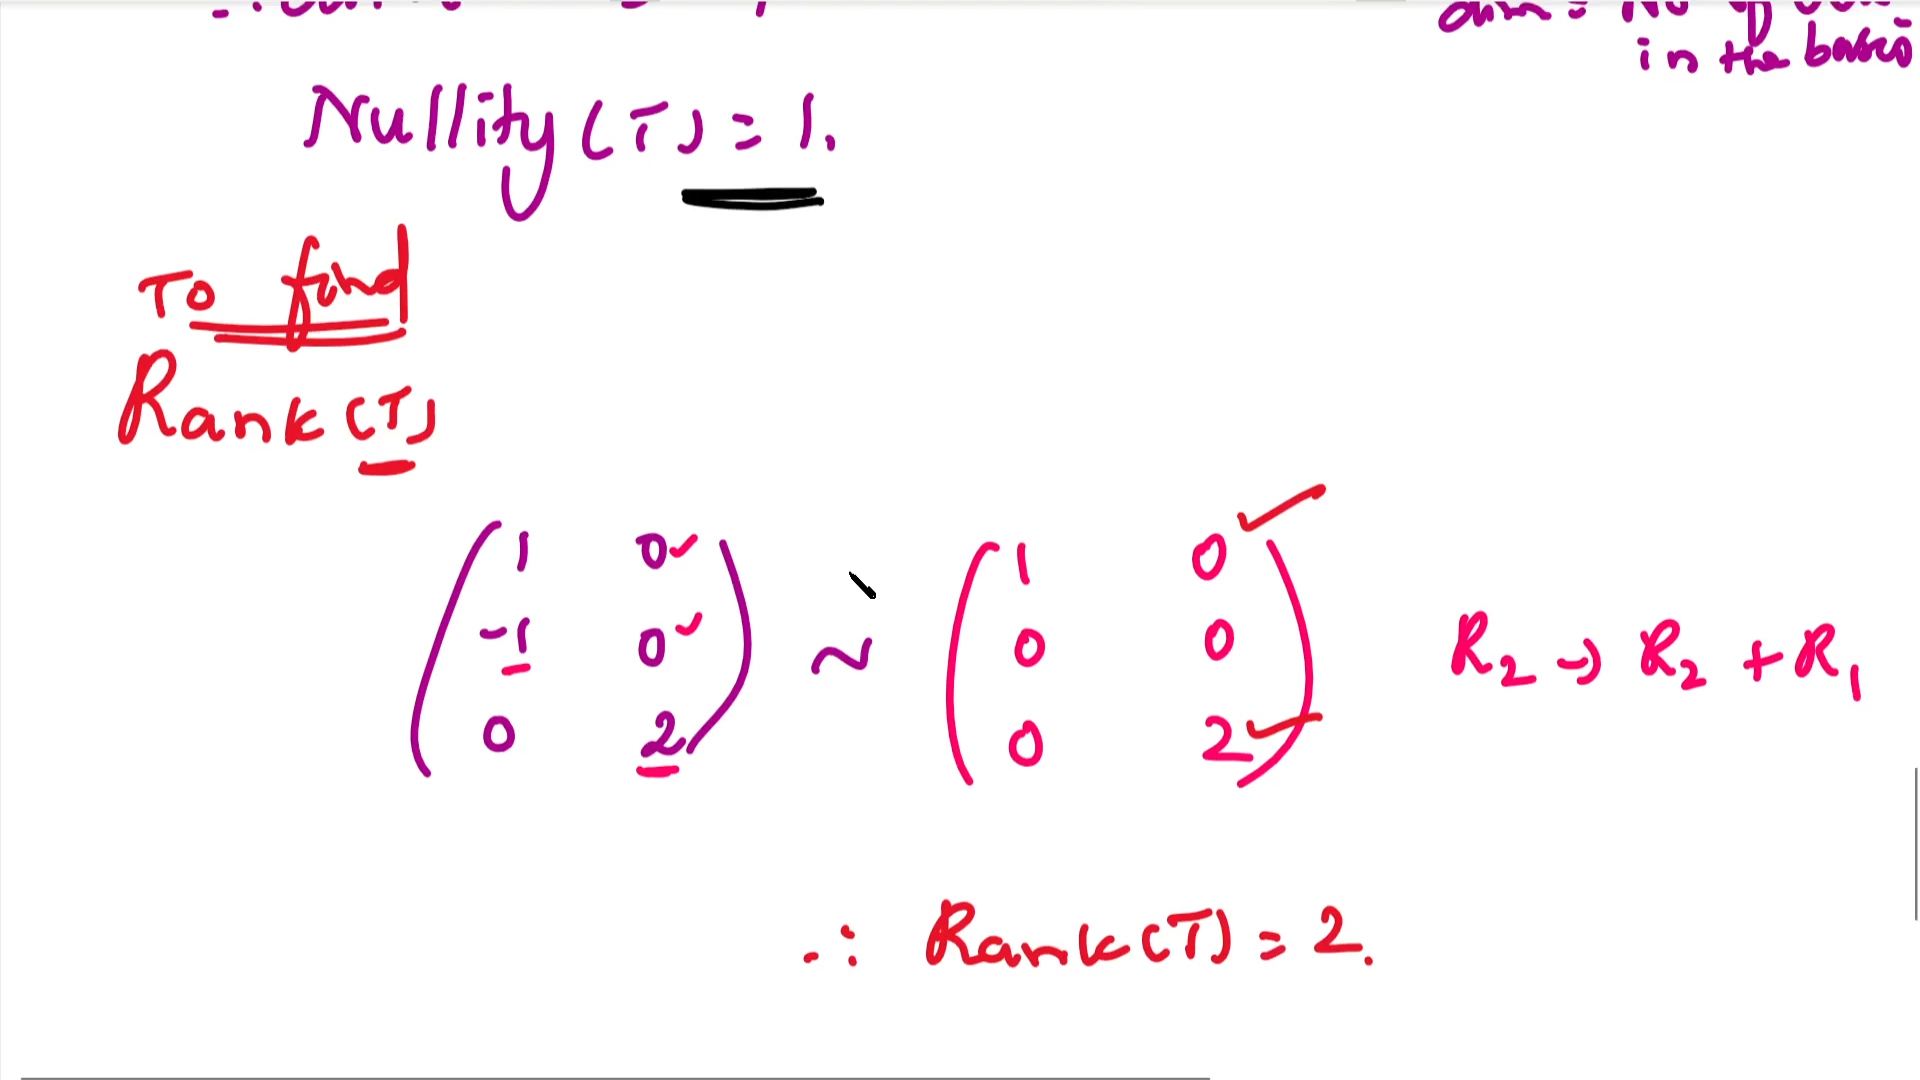 in the basis
Nullity (T) = 1.
To find
Rank (T)
1 0 1 0
-1 0 ~ 0 0 R2 → R2 + R1
0 2 0 2
∴ Rank (T) = 2.